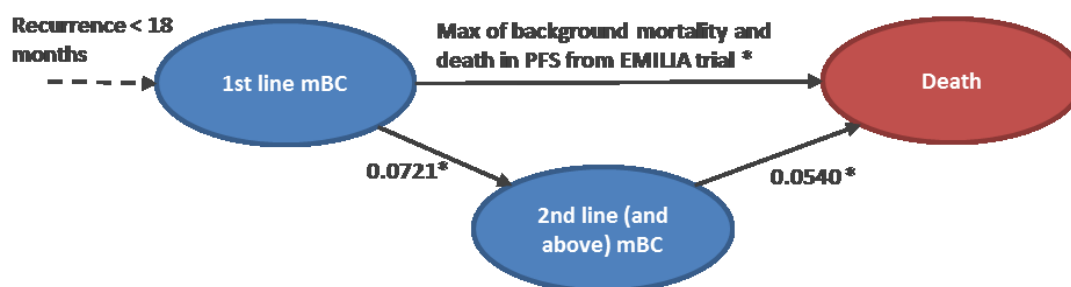 Recurrence < 18
months
1st line mBC
Max of background mortality and
death in PFS from EMILIA trial *
Death
0.0721*
0.0540 *
2nd line (and
above) mBC